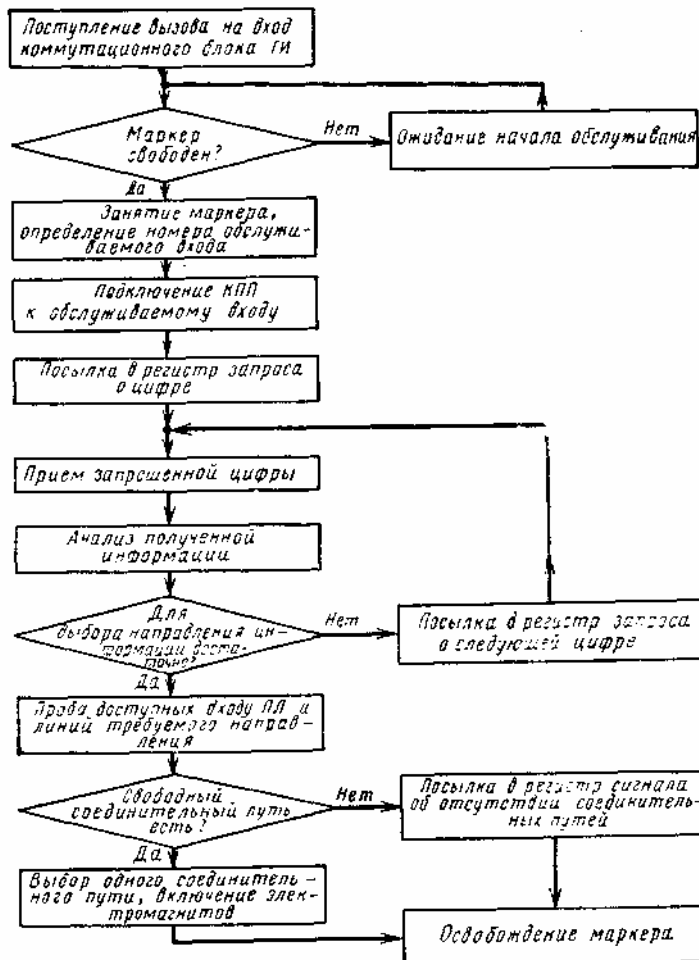 Поступление вызова на вход
коммутационного блока ГИ
Маркер
свободен?
Нет
Ожидание начала обслуживания
Да
Занятие маркера,
определение номера обслужи-
ваемого входа
Подключение КПП
к обслуживаемому входу
Посылка в регистр запроса
о цифре
Прием запрошенной цифры
Анализ полученной
информации
Для
выбора направления ин-
формации доста-
точно?
Нет
Посылка в регистр запроса
о следующей цифре
Да
Проба доступных входу ПЛ и
линий требуемого направ-
ления
Свободный
соединительный путь
есть?
Нет
Посылка в регистр сигнала
об отсутствии соединитель-
ных путей
Да
Выбор одного соединитель-
ного пути, включение элек-
тромагнитов
Освобождение маркера